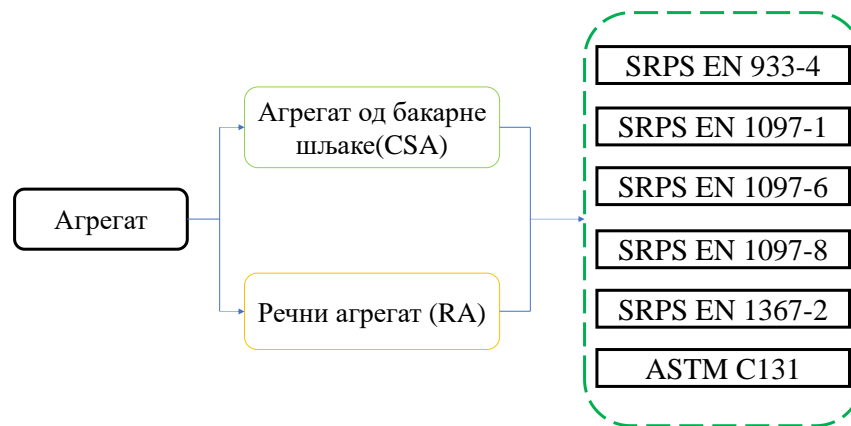 Агрегат
Агрегат од бакарне
шљаке(CSA)
Речни агрегат (RA)
SRPS EN 933-4
SRPS EN 1097-1
SRPS EN 1097-6
SRPS EN 1097-8
SRPS EN 1367-2
ASTM C131